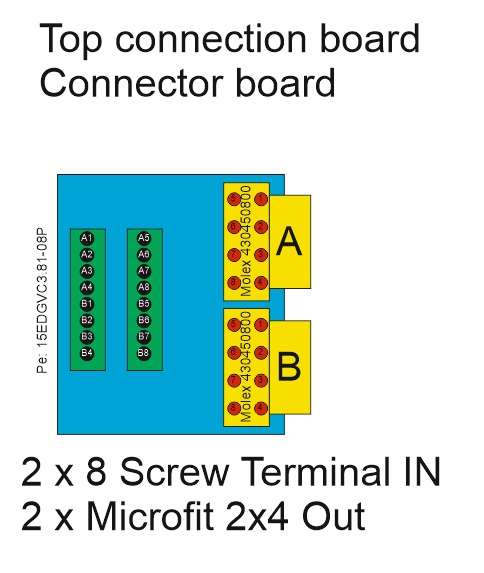 Top connection board
Connector board
Pe: 15EDGVC3.81-08P
A1
A2
A3
A4
B1
B2
B3
B4
A5
A6
A7
A8
B5
B6
B7
B8
Molex 430450800
5 1
6 2
7 3
8 4
A
Molex 430450800
5 1
6 2
7 3
8 4
B
2 x 8 Screw Terminal IN
2 x Microfit 2x4 Out